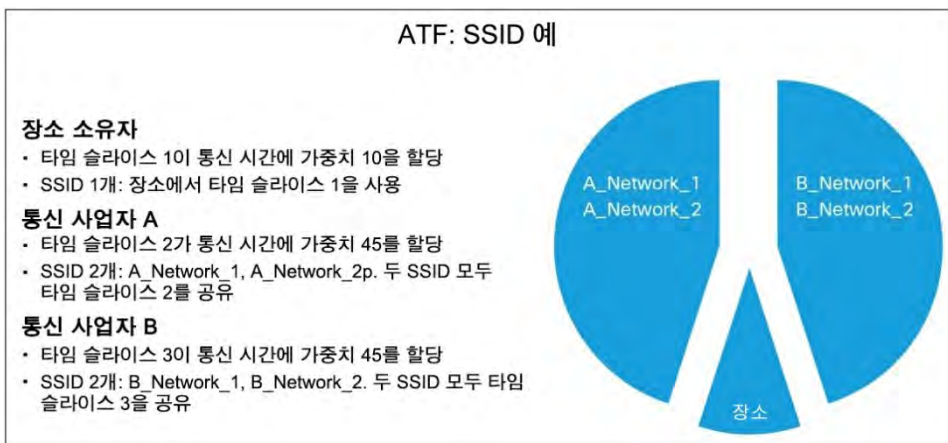 ATF: SSID 예
장소 소유자
• 타임 슬라이스 1이 통신 시간에 가중치 10을 할당
• SSID 1개: 장소에서 타임 슬라이스 1을 사용
통신 사업자 A
• 타임 슬라이스 2가 통신 시간에 가중치 45를 할당
• SSID 2개: A_Network_1, A_Network_2p. 두 SSID 모두
타임 슬라이스 2를 공유
통신 사업자 B
• 타임 슬라이스 3이 통신 시간에 가중치 45를 할당
• SSID 2개: B_Network_1, B_Network_2. 두 SSID 모두 타임
슬라이스 3을 공유
A_Network_1
A_Network_2
B_Network_1
B_Network_2
장소